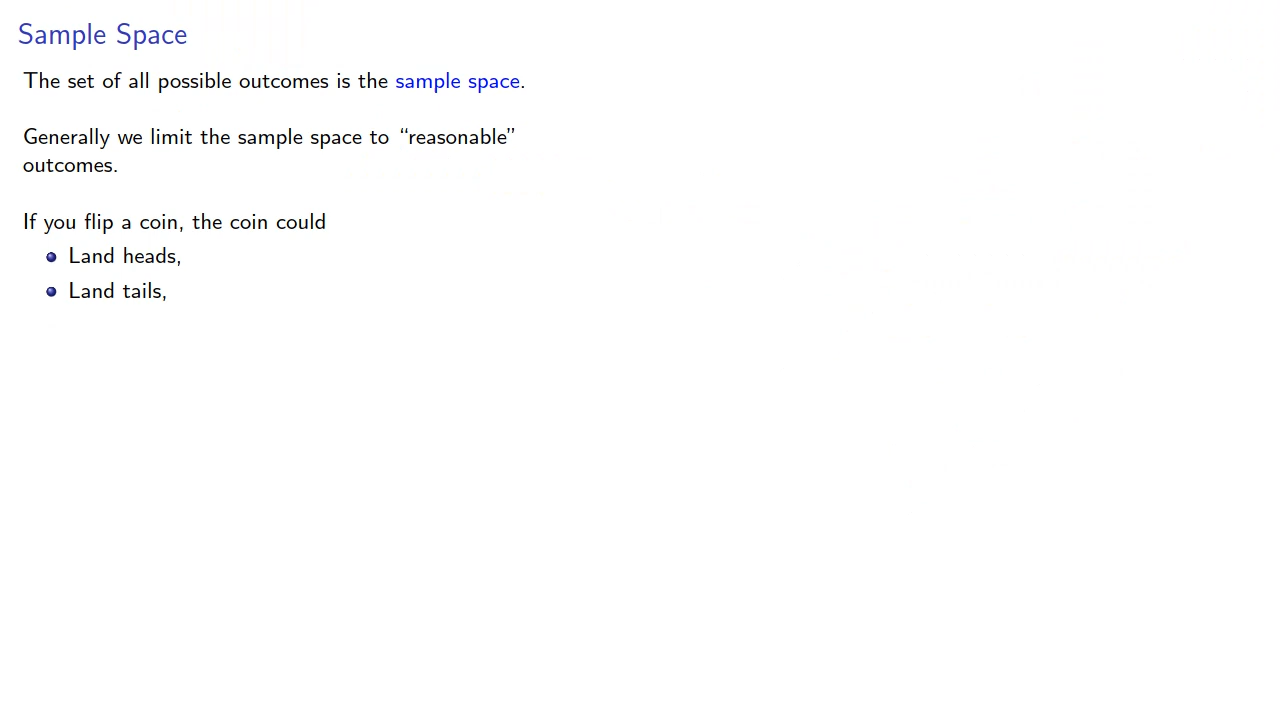 Sample Space
The set of all possible outcomes is the sample space.
Generally we limit the sample space to “reasonable”
outcomes.
If you flip a coin, the coin could
Land heads,
Land tails,